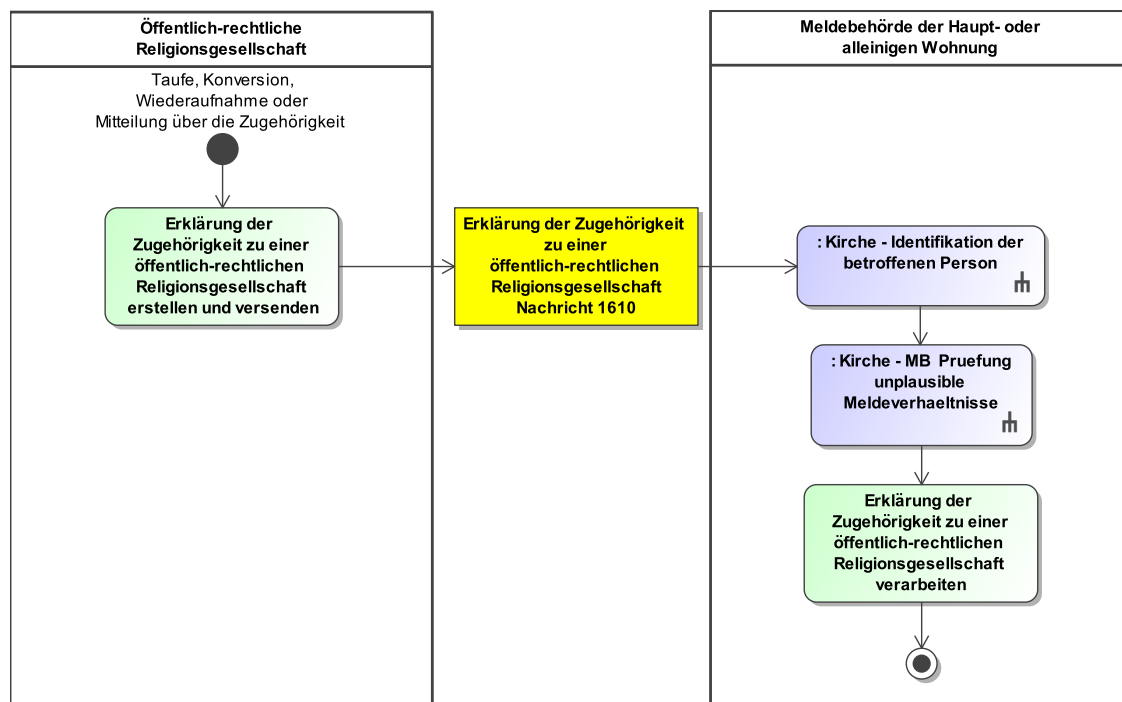 Öffentlich-rechtliche
Religionsgesellschaft
Taufe, Konversion,
Wiederaufnahme oder
Mitteilung über die Zugehörigkeit
Erklärung der
Zugehörigkeit zu einer
öffentlich-rechtlichen
Religionsgesellschaft
erstellen und versenden
Erklärung der Zugehörigkeit
zu einer
öffentlich-rechtlichen
Religionsgesellschaft
Nachricht 1610
Meldebehörde der Haupt- oder
alleinigen Wohnung
: Kirche - Identifikation der
betroffenen Person
: Kirche - MB Pruefung
unplausible
Meldeverhaeltnisse
Erklärung der
Zugehörigkeit zu einer
öffentlich-rechtlichen
Religionsgesellschaft
verarbeiten